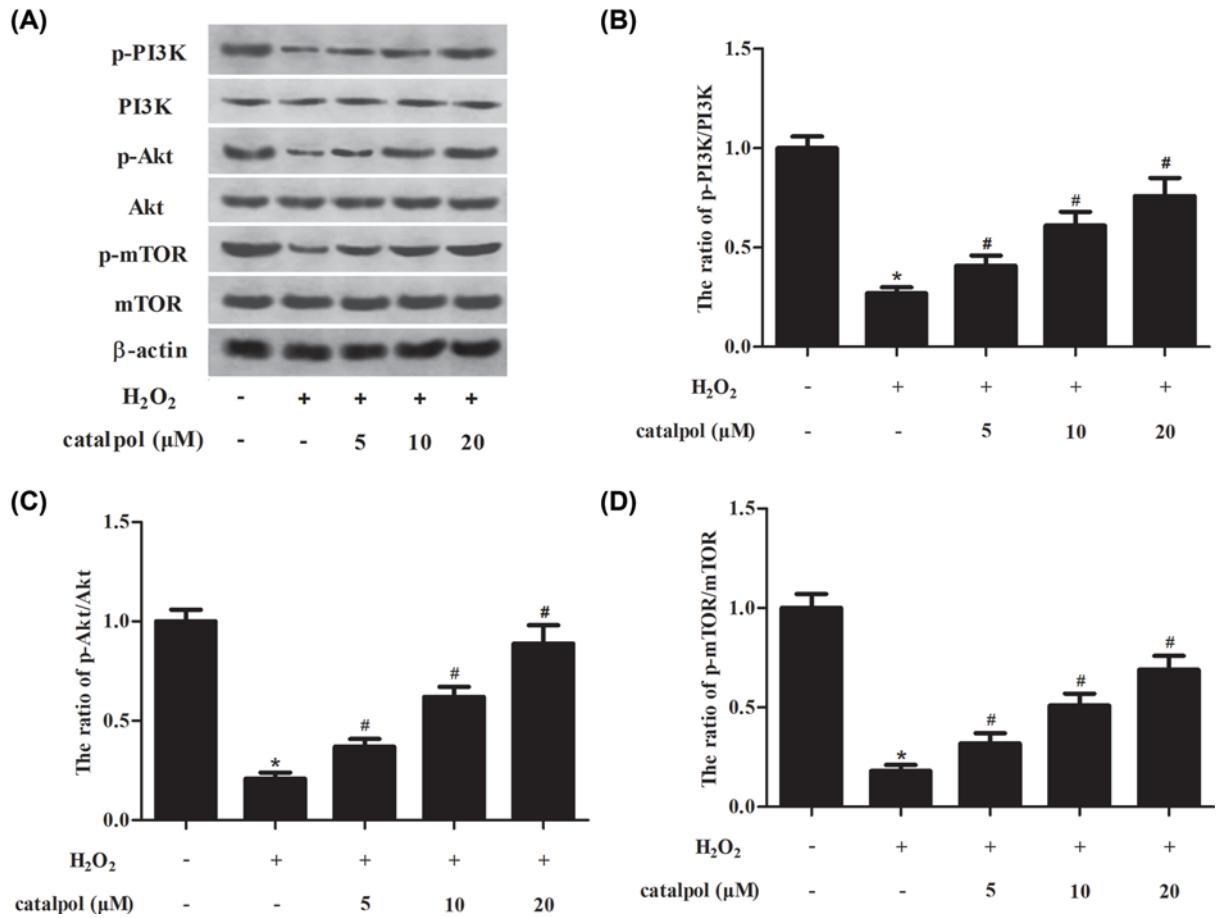 (A)
p-PI3K
PI3K
p-Akt
Akt
p-mTOR
mTOR
β-actin
H₂O₂ - + + + +
catalpol (μM) - - 5 10 20
(B)
The ratio of p-PI3K/PI3K
1.5
1.0
0.5
0.0
* # # #
H₂O₂ - + + + +
catalpol (μM) - - 5 10 20
(C)
The ratio of p-Akt/Akt
1.5
1.0
0.5
0.0
* # # #
H₂O₂ - + + + +
catalpol (μM) - - 5 10 20
(D)
The ratio of p-mTOR/mTOR
1.5
1.0
0.5
0.0
* # # #
H₂O₂ - + + + +
catalpol (μM) - - 5 10 20